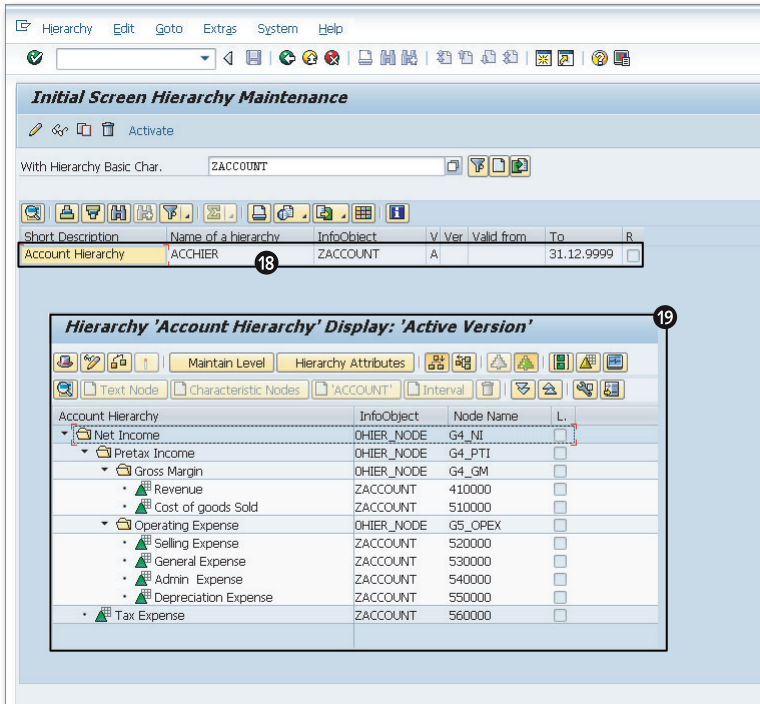 Hierarchy Edit Goto Extras System Help
Initial Screen Hierarchy Maintenance
Activate
With Hierarchy Basic Char. ZACCOUNT
Short Description Name of a hierarchy InfoObject V Ver Valid from To R
Account Hierarchy ACCHIER ZACCOUNT A 31.12.9999
18
19
Hierarchy 'Account Hierarchy' Display: 'Active Version'
Maintain Level Hierarchy Attributes
Text Node Characteristic Nodes 'ACCOUNT' Interval
Account Hierarchy InfoObject Node Name L.
Net Income 0HIER_NODE G4_NI
Pretax Income 0HIER_NODE G4_PTI
Gross Margin 0HIER_NODE G4_GM
Revenue ZACCOUNT 410000
Cost of goods Sold ZACCOUNT 510000
Operating Expense 0HIER_NODE G5_OPEX
Selling Expense ZACCOUNT 520000
General Expense ZACCOUNT 530000
Admin Expense ZACCOUNT 540000
Depreciation Expense ZACCOUNT 550000
Tax Expense ZACCOUNT 560000